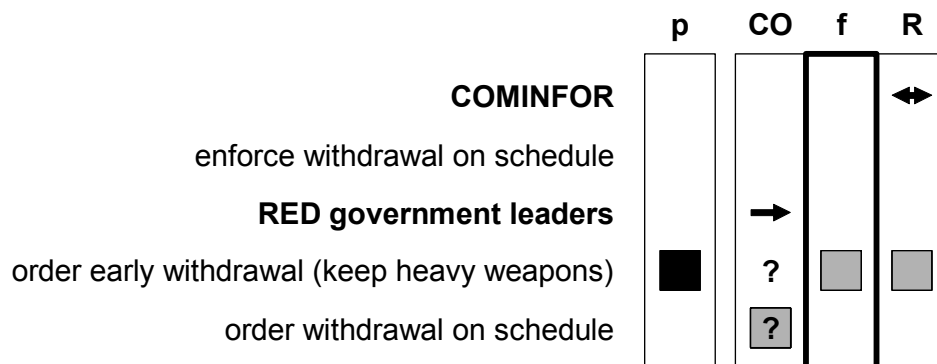 p CO f R
COMINFOR
enforce withdrawal on schedule
RED government leaders
order early withdrawal (keep heavy weapons) ?
order withdrawal on schedule ?